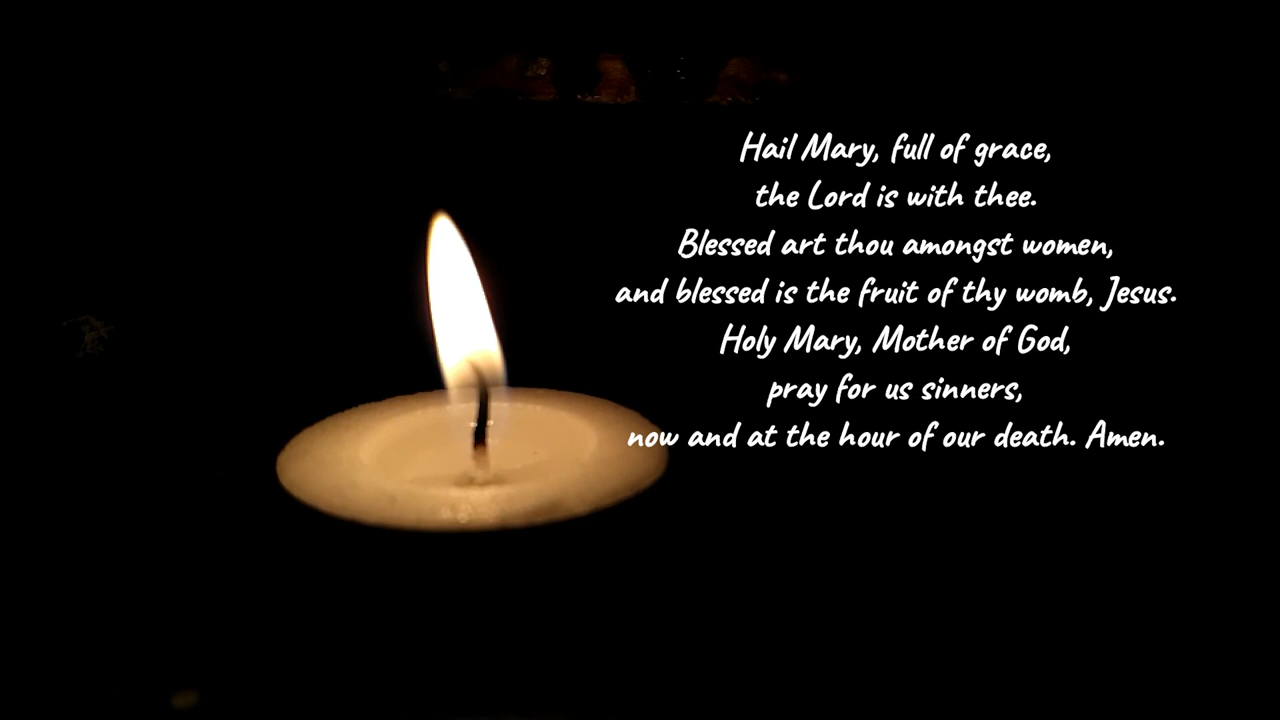 Hail Mary, full of grace,
the Lord is with thee.
Blessed art thou amongst women,
and blessed is the fruit of thy womb, Jesus.
Holy Mary, Mother of God,
pray for us sinners,
now and at the hour of our death. Amen.